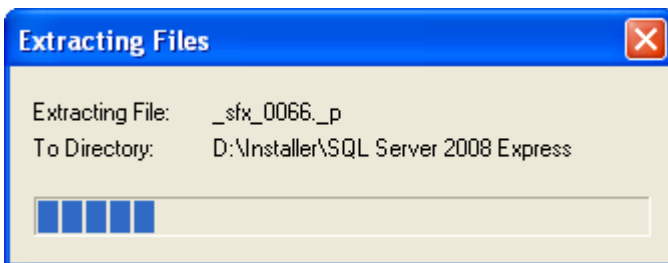 Extracting Files
Extracting File: _sfx_0066._p
To Directory: D:\Installer\SQL Server 2008 Express